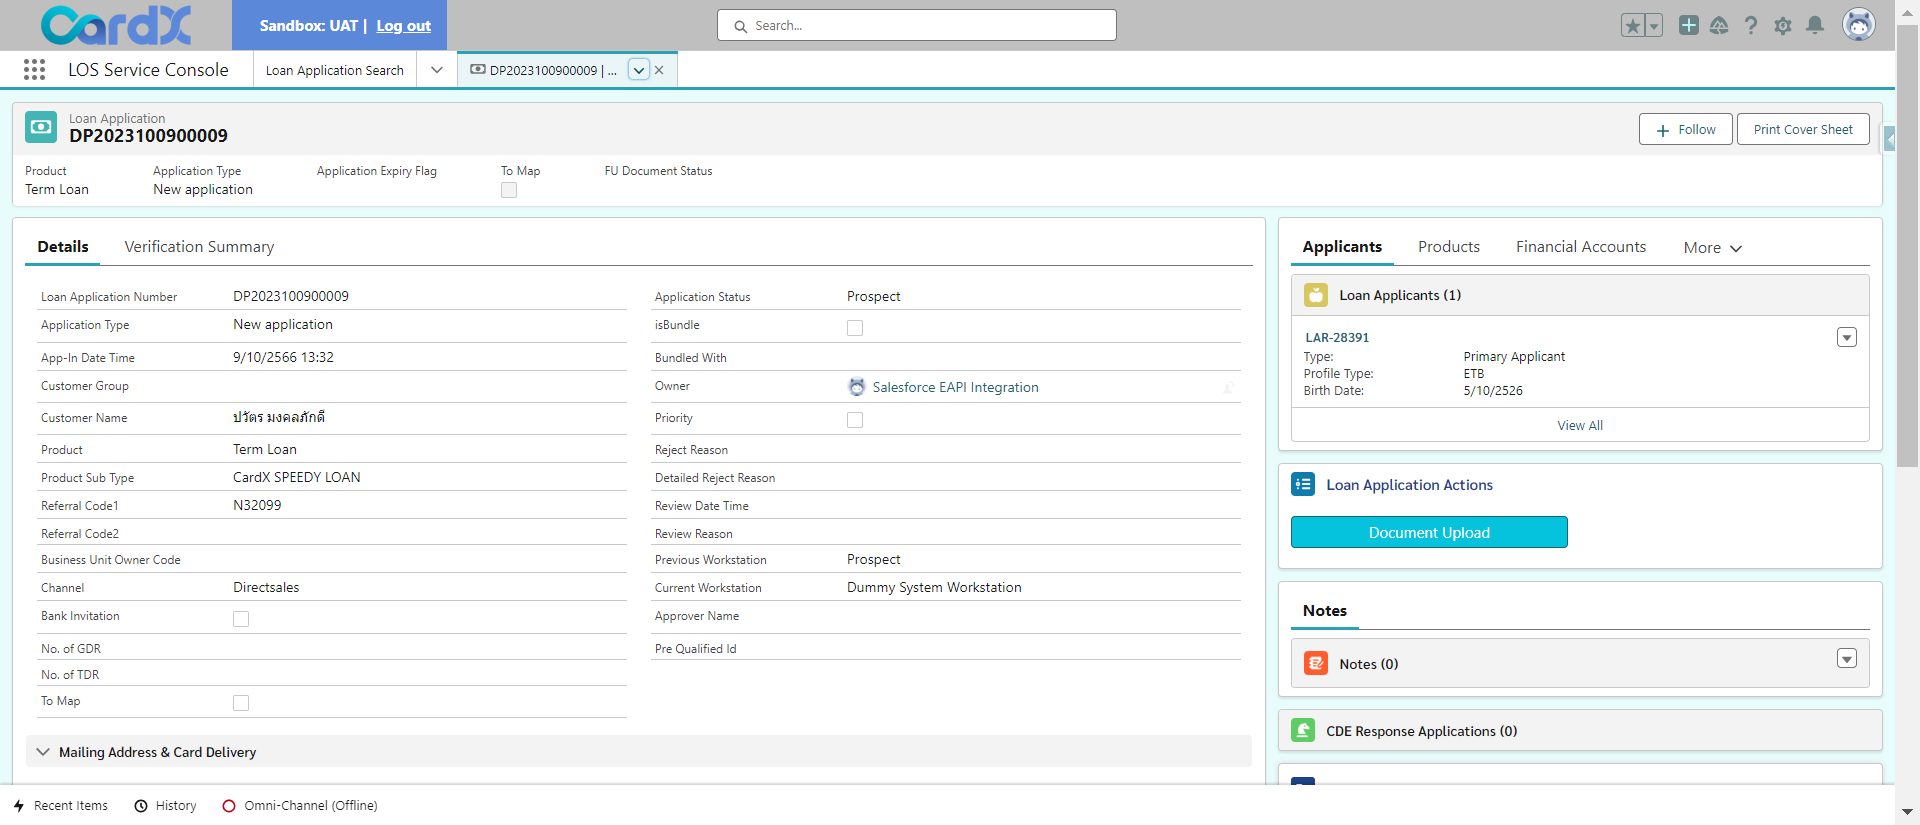 CardX
Sandbox: UAT | Log out
Search...
LOS Service Console
Loan Application Search
DP2023100900009 | ...
Loan Application
DP2023100900009
Follow
Print Cover Sheet
Product
Term Loan
Application Type
New application
Application Expiry Flag
To Map
FU Document Status
Details
Verification Summary
Loan Application Number DP2023100900009
Application Type New application
App-In Date Time 9/10/2566 13:32
Customer Group
Customer Name ปวัตร มงคลภักดี
Product Term Loan
Product Sub Type CardX SPEEDY LOAN
Referral Code1 N32099
Referral Code2
Business Unit Owner Code
Channel Directsales
Bank Invitation
No. of GDR
No. of TDR
To Map
Application Status Prospect
isBundle
Bundled With
Owner Salesforce EAPI Integration
Priority
Reject Reason
Detailed Reject Reason
Review Date Time
Review Reason
Previous Workstation Prospect
Current Workstation Dummy System Workstation
Approver Name
Pre Qualified Id
Mailing Address & Card Delivery
Applicants
Products
Financial Accounts
More
Loan Applicants (1)
LAR-28391
Type: Primary Applicant
Profile Type: ETB
Birth Date: 5/10/2526
View All
Loan Application Actions
Document Upload
Notes
Notes (0)
CDE Response Applications (0)
Recent Items
History
Omni-Channel (Offline)